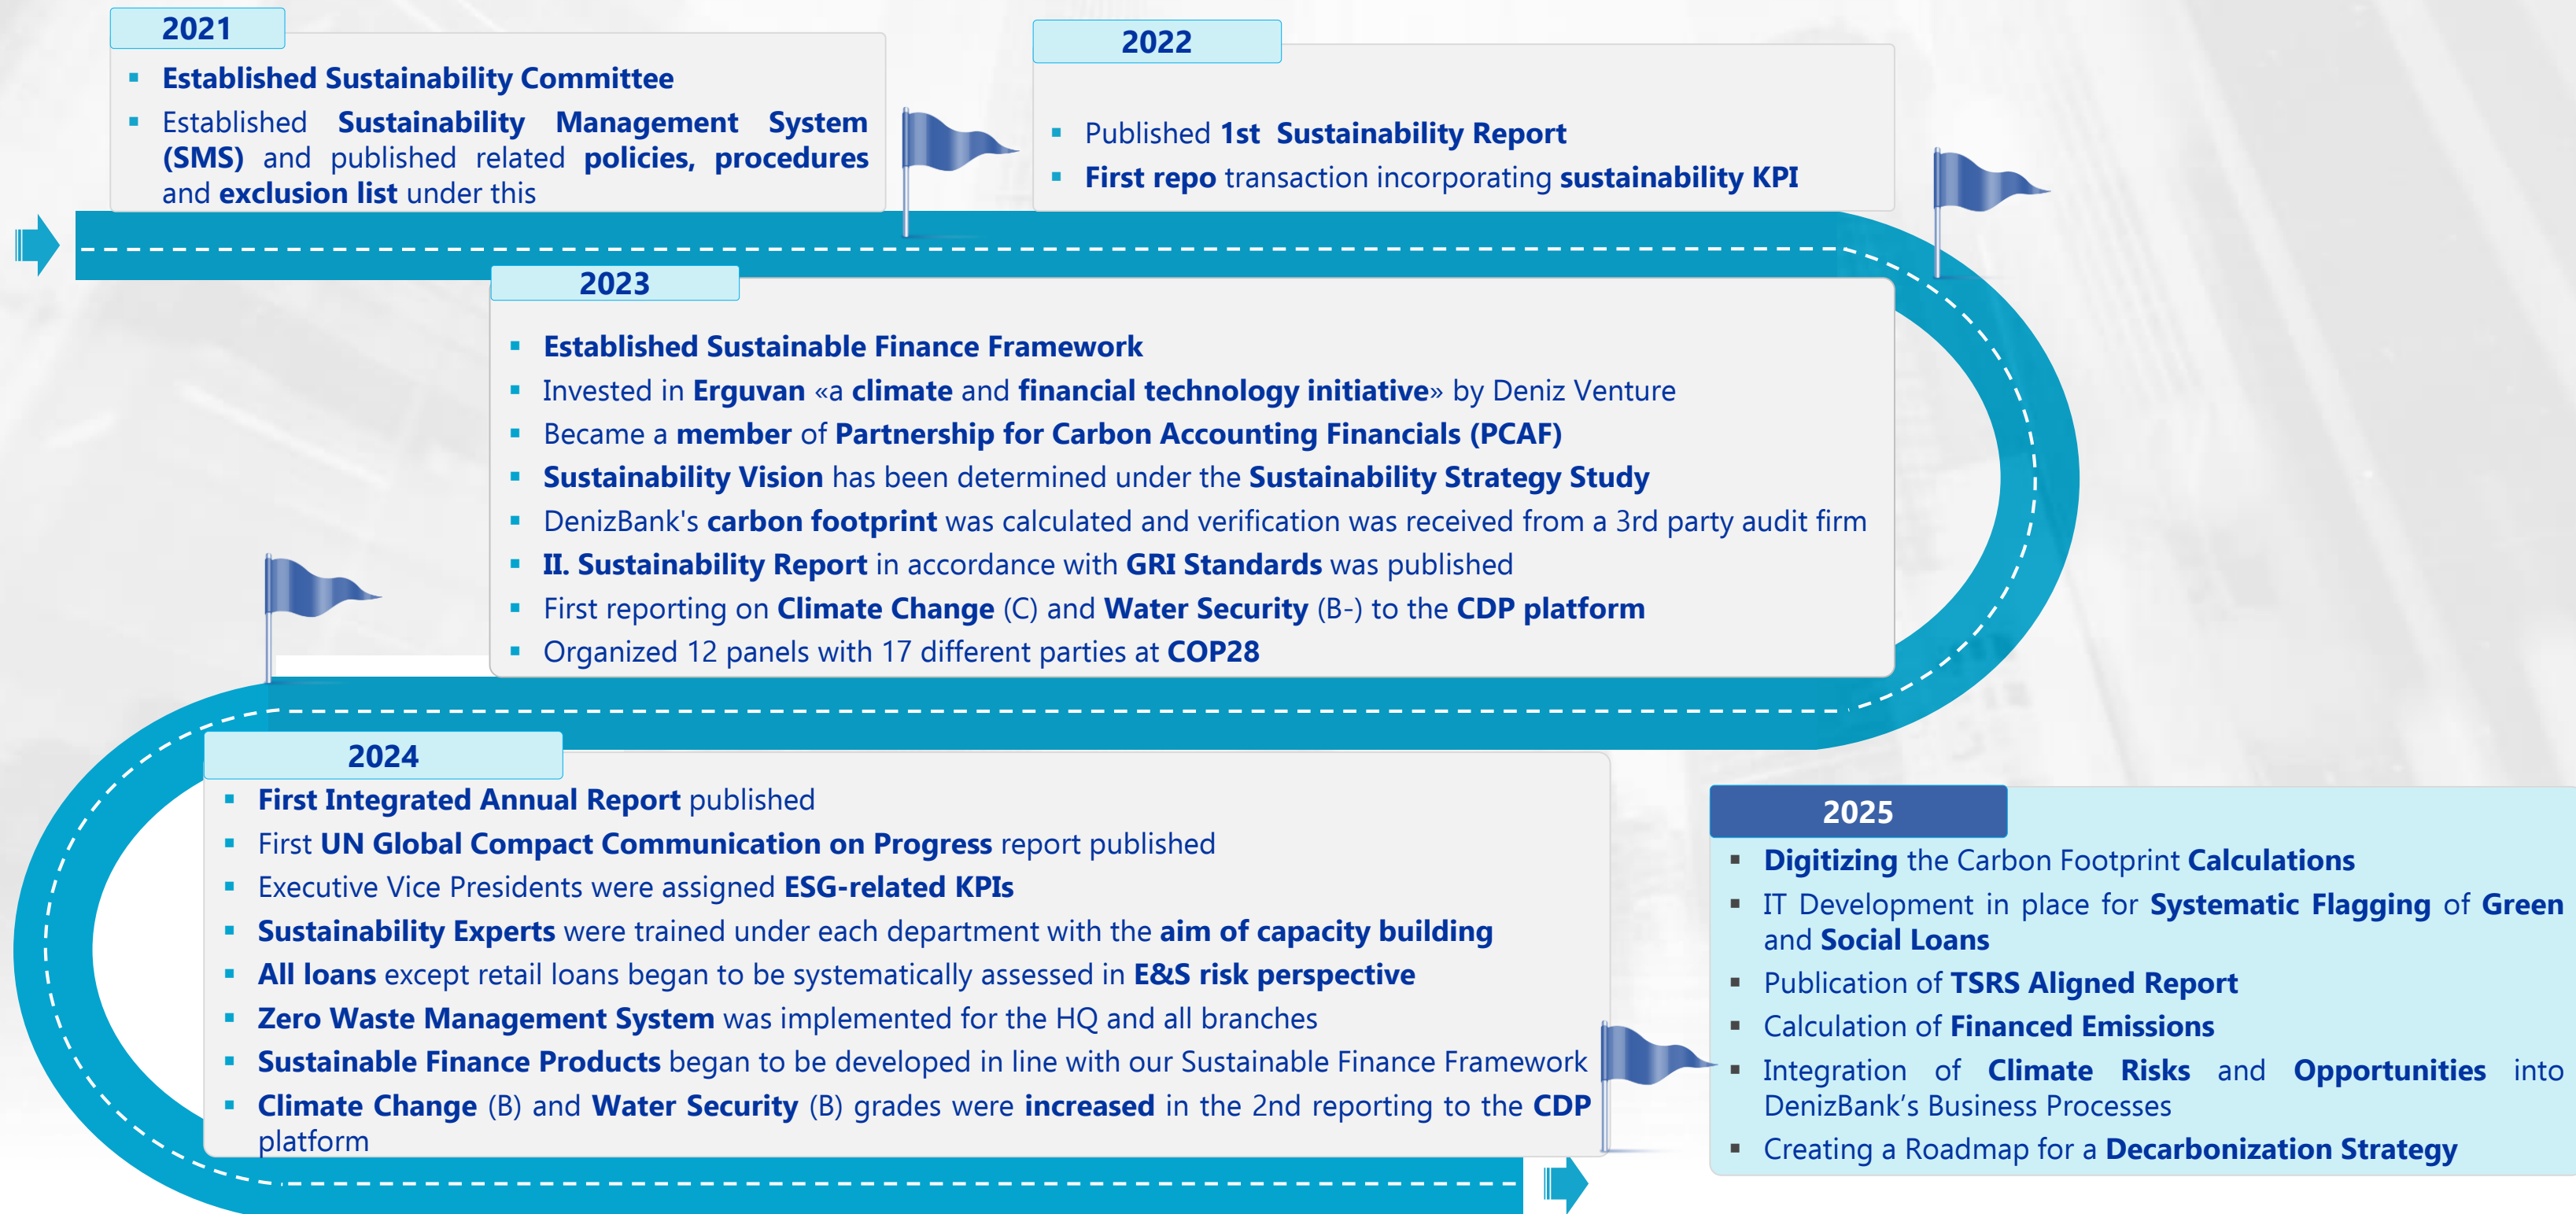 2021
▪ Established Sustainability Committee
▪ Established Sustainability Management System
(SMS) and published related policies, procedures
and exclusion list under this
2022
▪ Published 1st Sustainability Report
▪ First repo transaction incorporating sustainability KPI
2023
▪ Established Sustainable Finance Framework
▪ Invested in Erguvan «a climate and financial technology initiative» by Deniz Venture
▪ Became a member of Partnership for Carbon Accounting Financials (PCAF)
▪ Sustainability Vision has been determined under the Sustainability Strategy Study
▪ DenizBank's carbon footprint was calculated and verification was received from a 3rd party audit firm
▪ II. Sustainability Report in accordance with GRI Standards was published
▪ First reporting on Climate Change (C) and Water Security (B-) to the CDP platform
▪ Organized 12 panels with 17 different parties at COP28
2024
▪ First Integrated Annual Report published
▪ First UN Global Compact Communication on Progress report published
▪ Executive Vice Presidents were assigned ESG-related KPIs
▪ Sustainability Experts were trained under each department with the aim of capacity building
▪ All loans except retail loans began to be systematically assessed in E&S risk perspective
▪ Zero Waste Management System was implemented for the HQ and all branches
▪ Sustainable Finance Products began to be developed in line with our Sustainable Finance Framework
▪ Climate Change (B) and Water Security (B) grades were increased in the 2nd reporting to the CDP
platform
2025
▪ Digitizing the Carbon Footprint Calculations
▪ IT Development in place for Systematic Flagging of Green
and Social Loans
▪ Publication of TSRS Aligned Report
▪ Calculation of Financed Emissions
▪ Integration of Climate Risks and Opportunities into
DenizBank’s Business Processes
▪ Creating a Roadmap for a Decarbonization Strategy